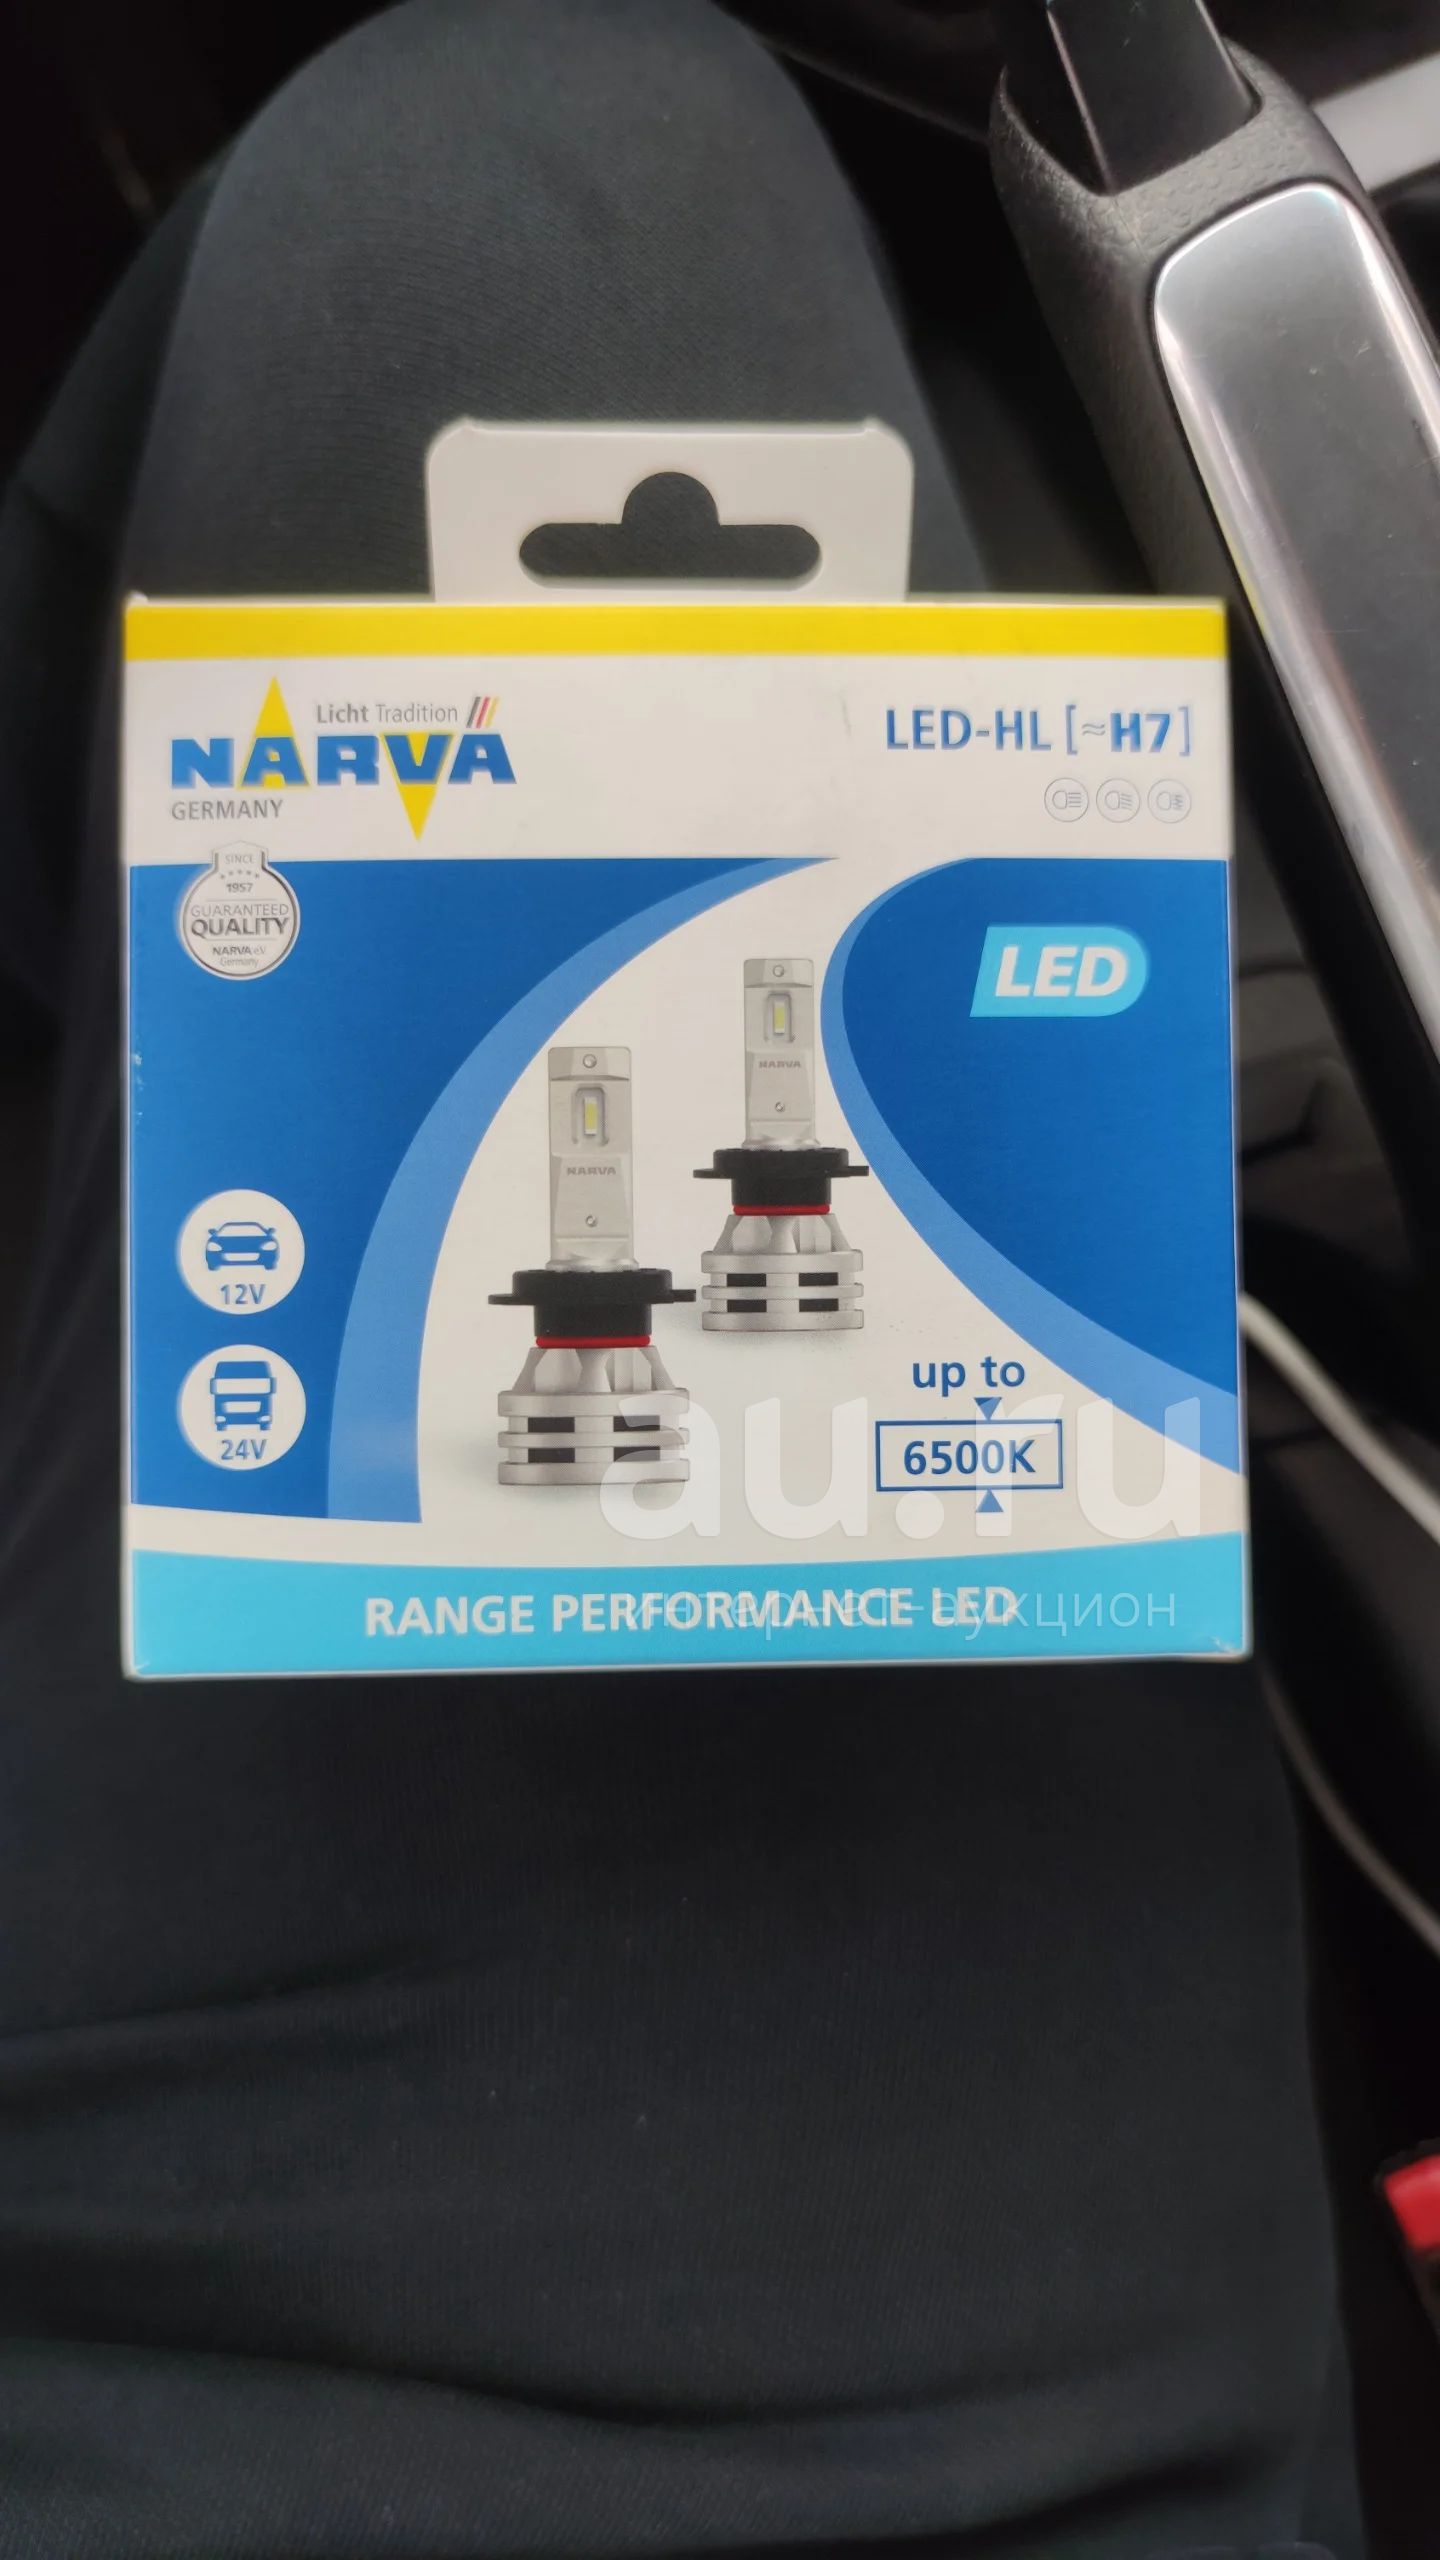 Licht Tradition
NARVA
GERMANY
LED-HL [≈H7]
SINCE
1957
GUARANTEED
QUALITY
NARVA eV
Germany
LED
NARVA
NARVA
12V
24V
up to
6500K
au.ru
RANGE PERFORMANCE LED
интернет-аукцион